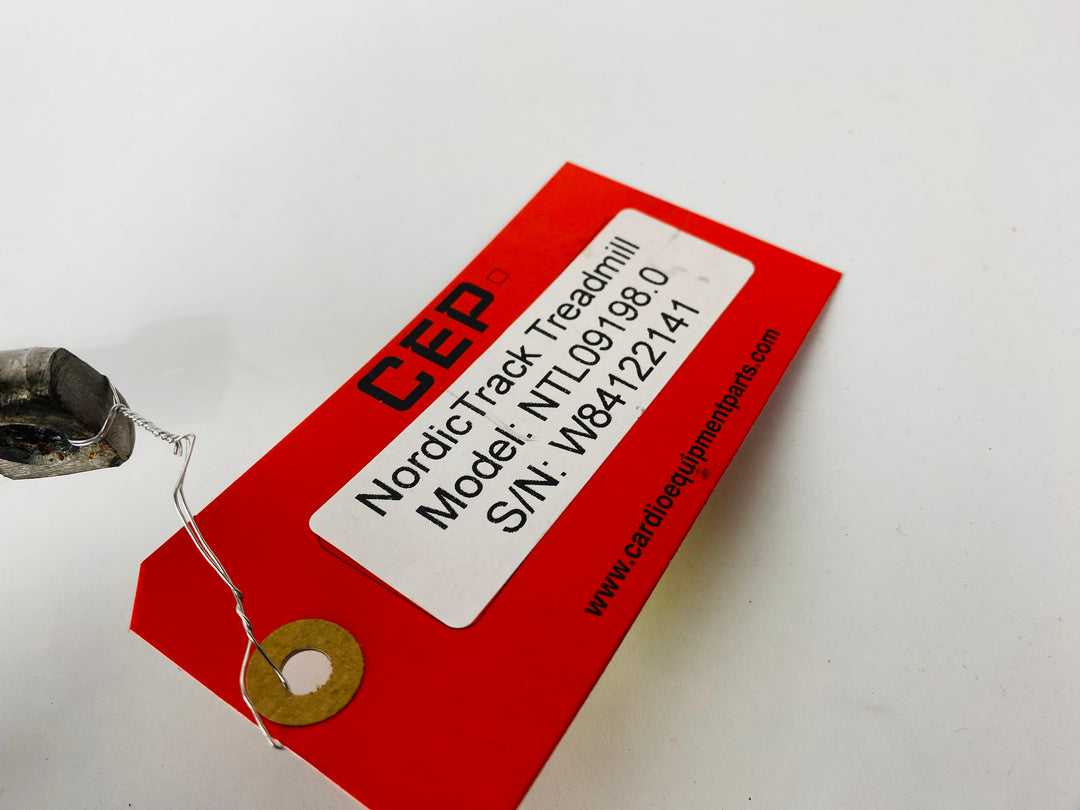 CEP
NordicTrack Treadmill
Model: NTL09198.0
S/N: W84122141
www.cardioequipmentparts.com